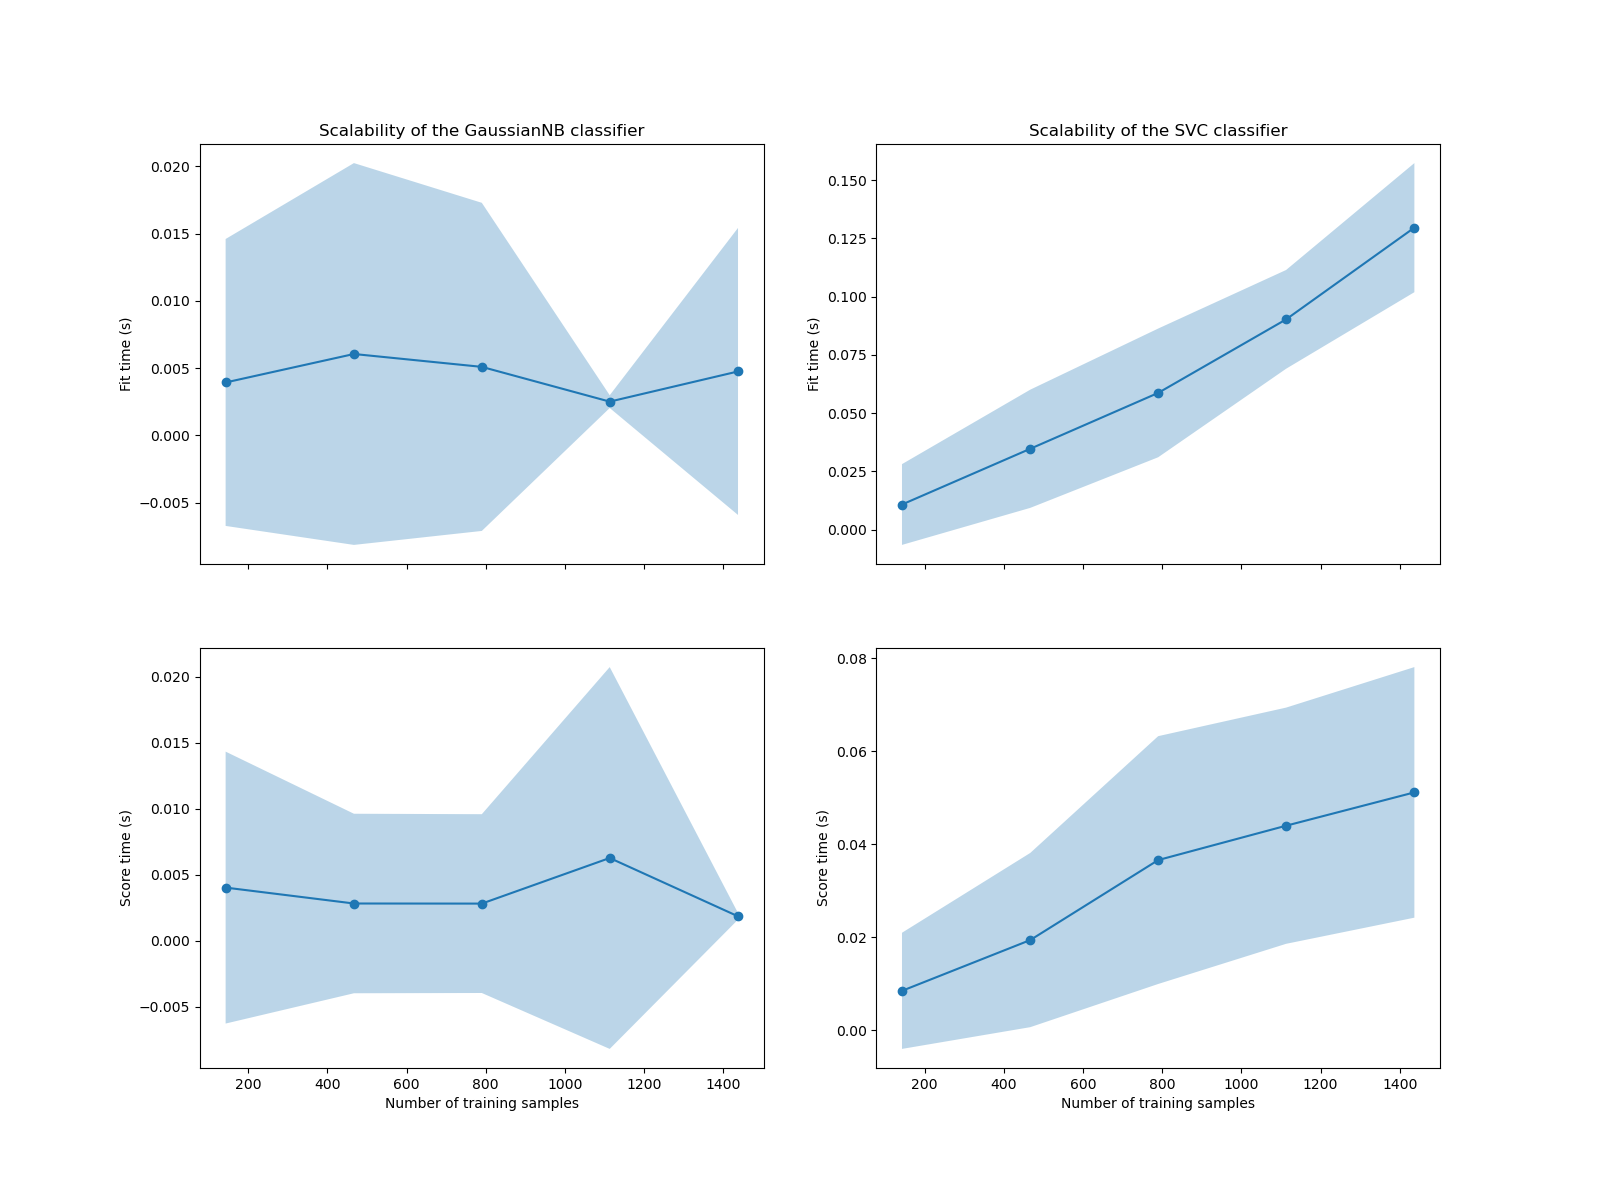 Scalability of the GaussianNB classifier
0.020
0.015
0.010
0.005
0.000
−0.005
Fit time (s)
Scalability of the SVC classifier
0.150
0.125
0.100
0.075
0.050
0.025
0.000
Fit time (s)
0.020
0.015
0.010
0.005
0.000
−0.005
Score time (s)
200 400 600 800 1000 1200 1400
Number of training samples
0.08
0.06
0.04
0.02
0.00
Score time (s)
200 400 600 800 1000 1200 1400
Number of training samples